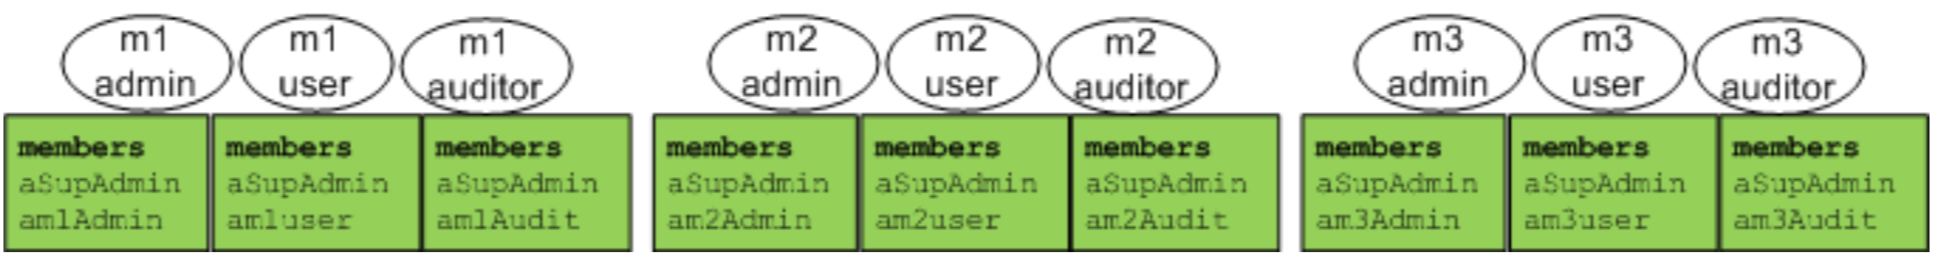 m1
admin
m1
user
m1
auditor
m2
admin
m2
user
m2
auditor
m3
admin
m3
user
m3
auditor
members
aSupAdmin
am1Admin
members
aSupAdmin
am1user
members
aSupAdmin
am1Audit
members
aSupAdmin
am2Admin
members
aSupAdmin
am2user
members
aSupAdmin
am2Audit
members
aSupAdmin
am3Admin
members
aSupAdmin
am3user
members
aSupAdmin
am3Audit